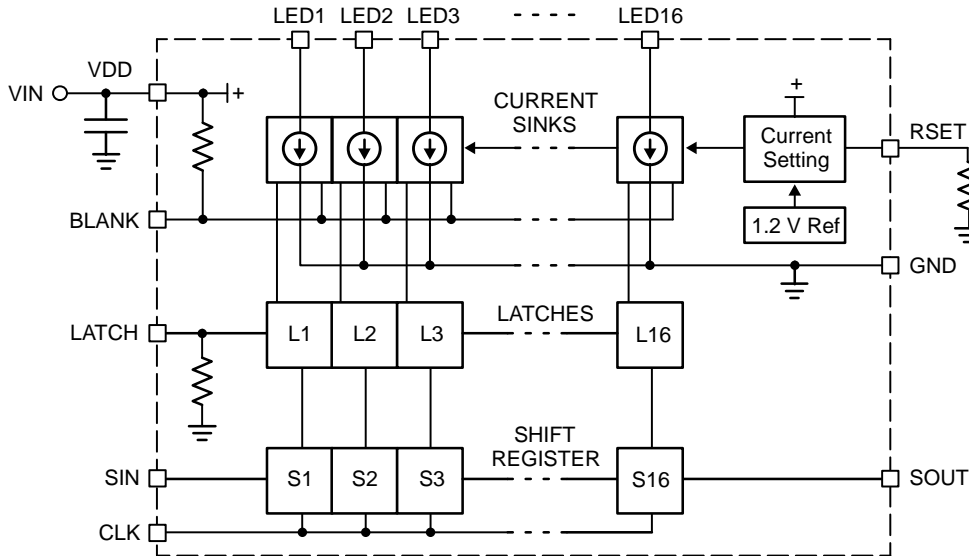 LED1 LED2 LED3 - - - - LED16
VDD
VIN
+
+
CURRENT
SINKS
Current
Setting
RSET
BLANK
1.2 V Ref
GND
LATCH
L1 L2 L3
LATCHES
L16
SIN
S1 S2 S3
SHIFT
REGISTER
S16
SOUT
CLK